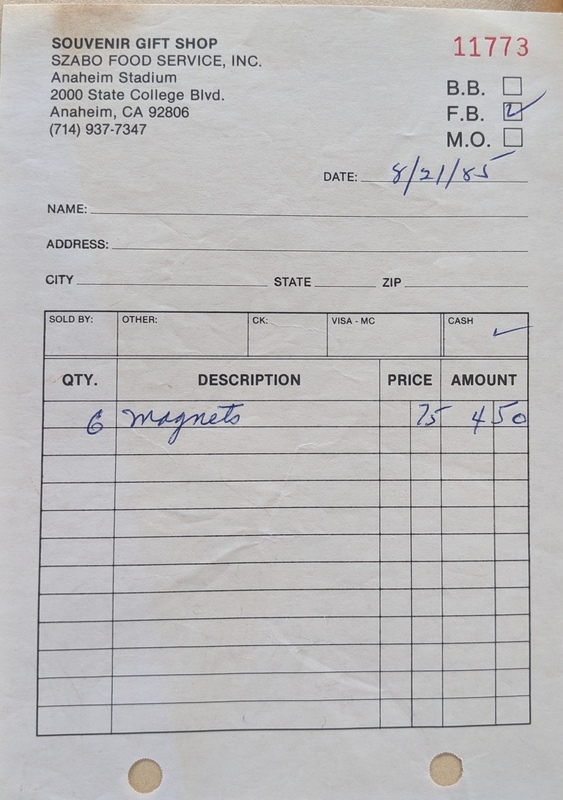 SOUVENIR GIFT SHOP
SZABO FOOD SERVICE, INC.
Anaheim Stadium
2000 State College Blvd.
Anaheim, CA 92806
(714) 937-7347
11773
B.B.
F.B.
M.O.
DATE: 8/21/85
NAME:
ADDRESS:
CITY STATE ZIP
SOLD BY: OTHER: CK: VISA - MC CASH
QTY. DESCRIPTION PRICE AMOUNT
6 magnets 75 4 50